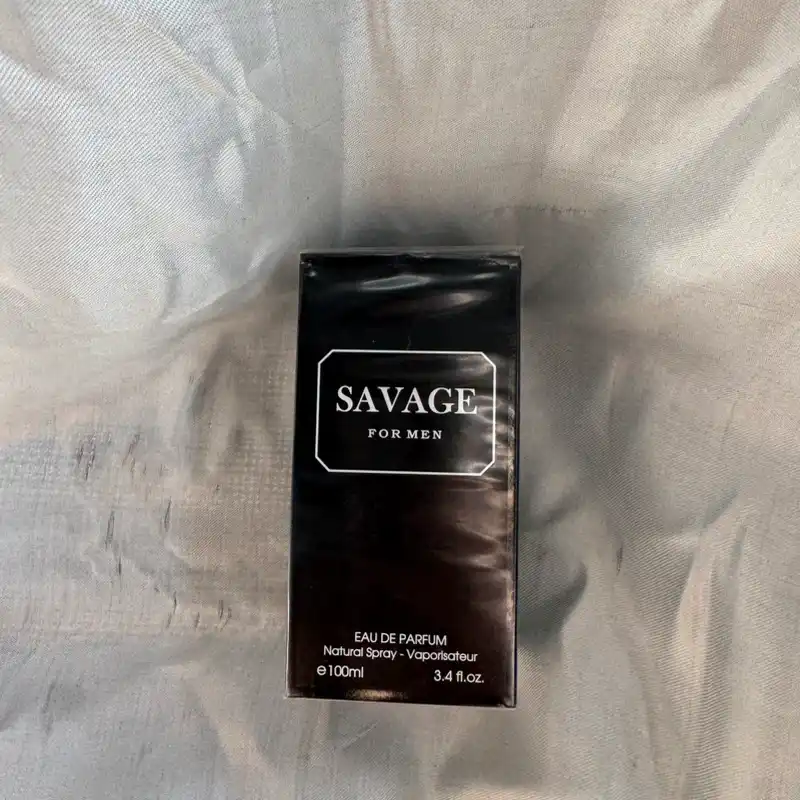 SAVAGE
FOR MEN
EAU DE PARFUM
Natural Spray - Vaporisateur
℮100ml 3.4 fl.oz.